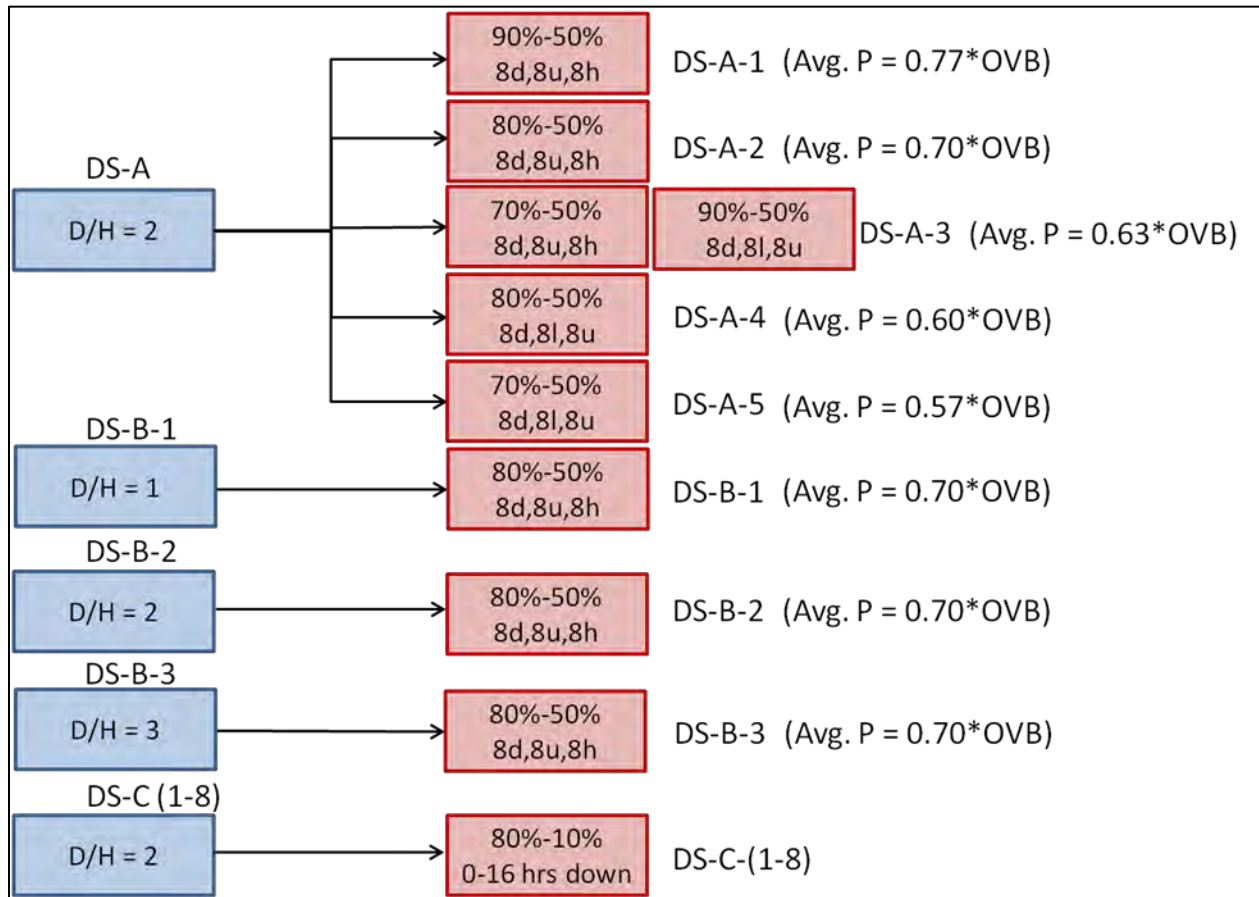 90%-50%
8d,8u,8h
DS-A-1 (Avg. P = 0.77*OVB)
80%-50%
8d,8u,8h
DS-A-2 (Avg. P = 0.70*OVB)
DS-A
D/H = 2
70%-50%
8d,8u,8h
90%-50%
8d,8l,8u
DS-A-3 (Avg. P = 0.63*OVB)
80%-50%
8d,8l,8u
DS-A-4 (Avg. P = 0.60*OVB)
70%-50%
8d,8l,8u
DS-A-5 (Avg. P = 0.57*OVB)
DS-B-1
D/H = 1
80%-50%
8d,8u,8h
DS-B-1 (Avg. P = 0.70*OVB)
DS-B-2
D/H = 2
80%-50%
8d,8u,8h
DS-B-2 (Avg. P = 0.70*OVB)
DS-B-3
D/H = 3
80%-50%
8d,8u,8h
DS-B-3 (Avg. P = 0.70*OVB)
DS-C (1-8)
D/H = 2
80%-10%
0-16 hrs down
DS-C-(1-8)